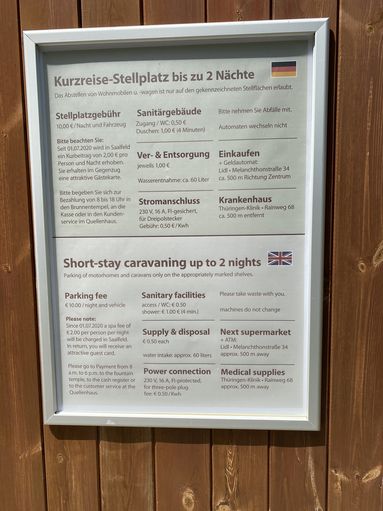 Kurzreise-Stellplatz bis zu 2 Nächte
Das Abstellen von Wohnmobilen u. -wagen ist nur auf den gekennzeichneten Stellflächen erlaubt.
Stellplatzgebühr
10,00 € / Nacht und Fahrzeug
Bitte beachten Sie:
Seit 01.07.2020 wird in Saalfeld
ein Kurbeitrag von 2,00 € pro
Person und Nacht erhoben.
Sie erhalten im Gegenzug
eine attraktive Gästekarte.
Bitte begeben Sie sich zur
Bezahlung von 8 bis 18 Uhr in
den Brunnentempel, an die
Kasse oder in den Kunden-
service im Quellenhaus.
Sanitärgebäude
Zugang / WC: 0,50 €
Duschen: 1,00 € (4 Minuten)
Ver- & Entsorgung
jeweils 1,00 €
Wasserentnahme: ca. 60 Liter
Stromanschluss
230 V, 16 A, FI-gesichert,
für Dreipolstecker
Gebühr: 0,50 € / Kwh
Bitte nehmen Sie Abfälle mit.
Automaten wechseln nicht
Einkaufen
+ Geldautomat:
Lidl • Melanchthonstraße 34
ca. 500 m Richtung Zentrum
Krankenhaus
Thüringen-Klinik • Rainweg 68
ca. 500 m entfernt
Short-stay caravaning up to 2 nights
Parking of motorhomes and caravans only on the appropriately marked shelves.
Parking fee
€ 10.00 / night and vehicle
Please note:
Since 01.07.2020 a spa fee of
€ 2.00 per person per night
will be charged in Saalfeld.
In return, you will receive an
attractive guest card.
Please go to Payment from 8
a.m. to 6 p.m. to the fountain
temple, to the cash register or
to the customer service at the
Quellenhaus.
Sanitary facilities
access / WC: € 0.50
shower: € 1.00 (4 min.)
Supply & disposal
€ 0.50 each
water intake approx. 60 liters
Power connection
230 V, 16 A, FI-protected,
for three-pole plug
fee: € 0.50 / Kwh
Please take waste with you.
machines do not change
Next supermarket
+ ATM:
Lidl • Melanchthonstraße 34
approx. 500 m away
Medical supplies
Thüringen-Klinik • Rainweg 68
approx. 500 m away